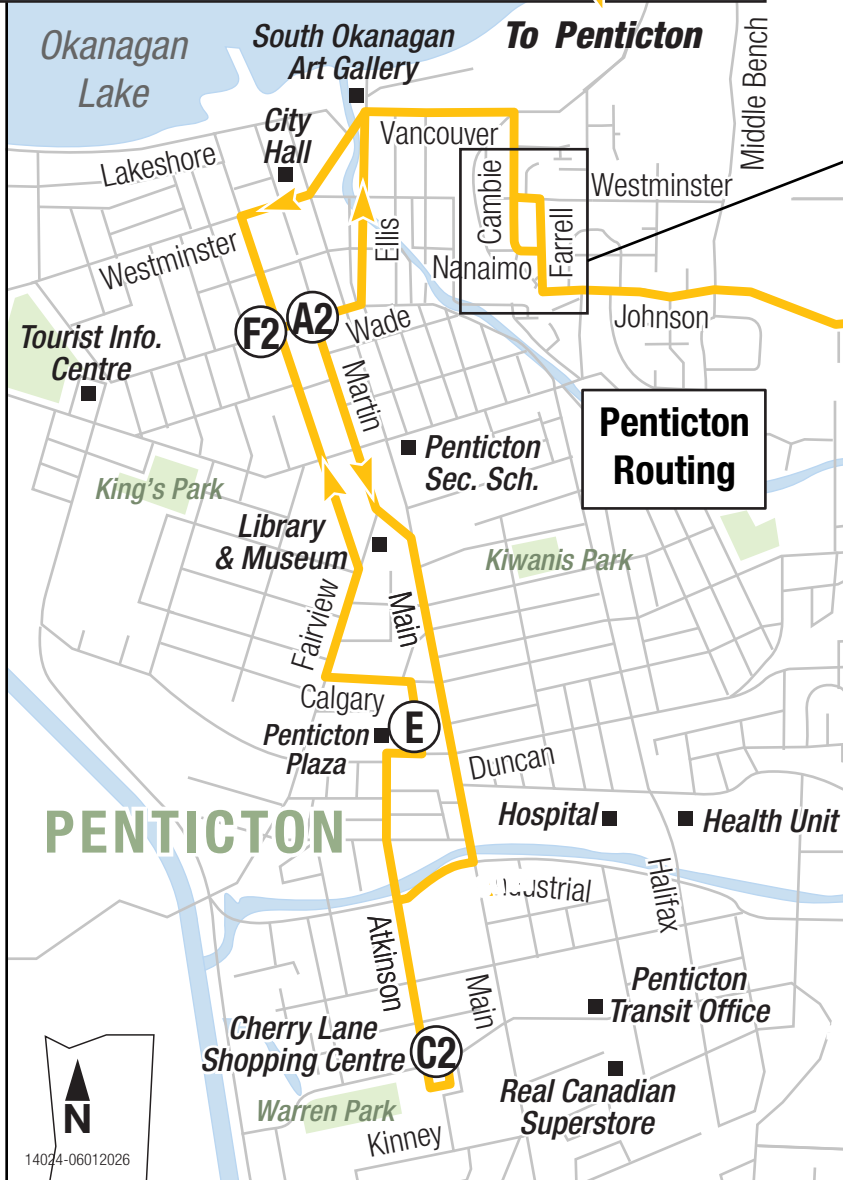 To Penticton
Okanagan
Lake
South Okanagan
Art Gallery
City
Hall
Middle Bench
Lakeshore
Vancouver
Westminster
Cambie
Farrell
Westminster
Ellis
Nanaimo
F2
A2
Wade
Johnson
Tourist Info.
Centre
Martin
Penticton
Routing
Penticton
Sec. Sch.
King's Park
Library
& Museum
Kiwanis Park
Main
Fairview
Calgary
E
Penticton
Plaza
Duncan
PENTICTON
Hospital
Health Unit
Halifax
Atkinson
Main
Penticton
Transit Office
Cherry Lane
Shopping Centre
C2
Real Canadian
Superstore
Warren Park
Kinney
N
14024-06012026